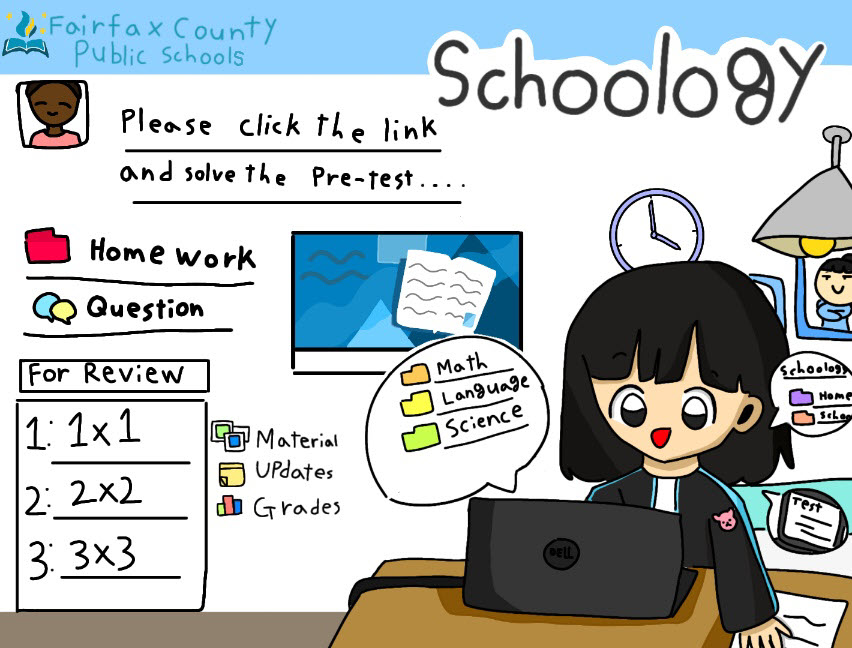 Fairfax County
Public Schools
Schoology
Please click the link
and solve the Pre-test....
Home work
Question
For Review
1: 1x1
2: 2x2
3: 3x3
Material
UPdates
Grades
Math
Language
Science
Schoology
Home
Schoo
Test
DELL